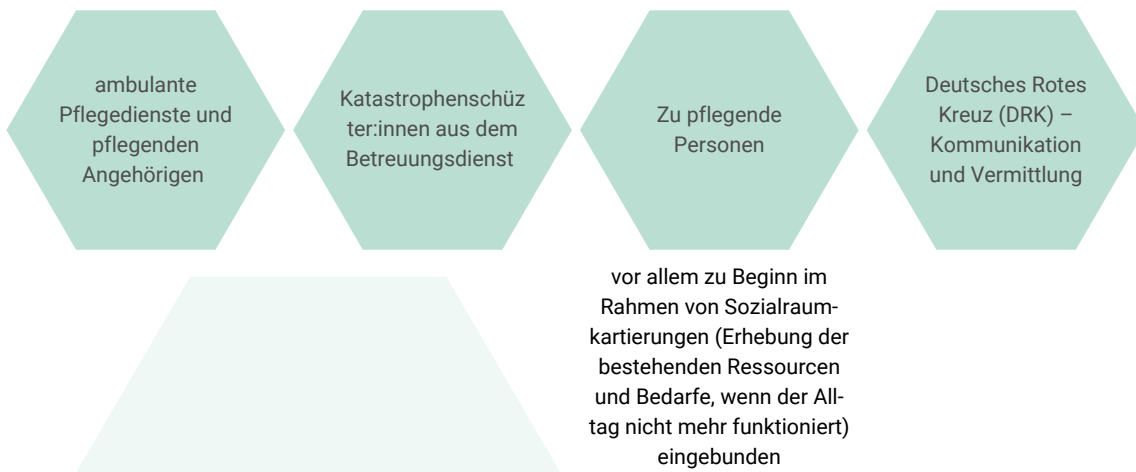 ambulante
Pflegedienste und
pflegenden
Angehörigen
Katastrophenschüz
ter:innen aus dem
Betreuungsdienst
Zu pflegende
Personen
Deutsches Rotes
Kreuz (DRK) –
Kommunikation
und Vermittlung
vor allem zu Beginn im
Rahmen von Sozialraum-
kartierungen (Erhebung der
bestehenden Ressourcen
und Bedarfe, wenn der All-
tag nicht mehr funktioniert)
eingebunden